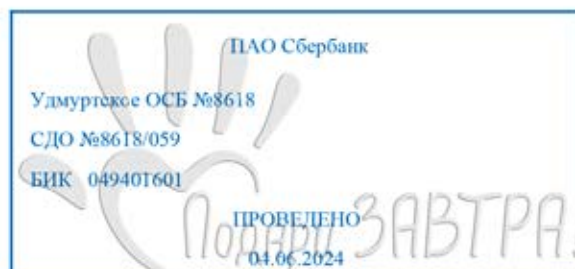 ПАО Сбербанк
Удмуртское ОСБ №8618
СДО №8618/059
БИК 049401601
ПРОВЕДЕНО
Подари ЗАВТРА.
04.06.2024